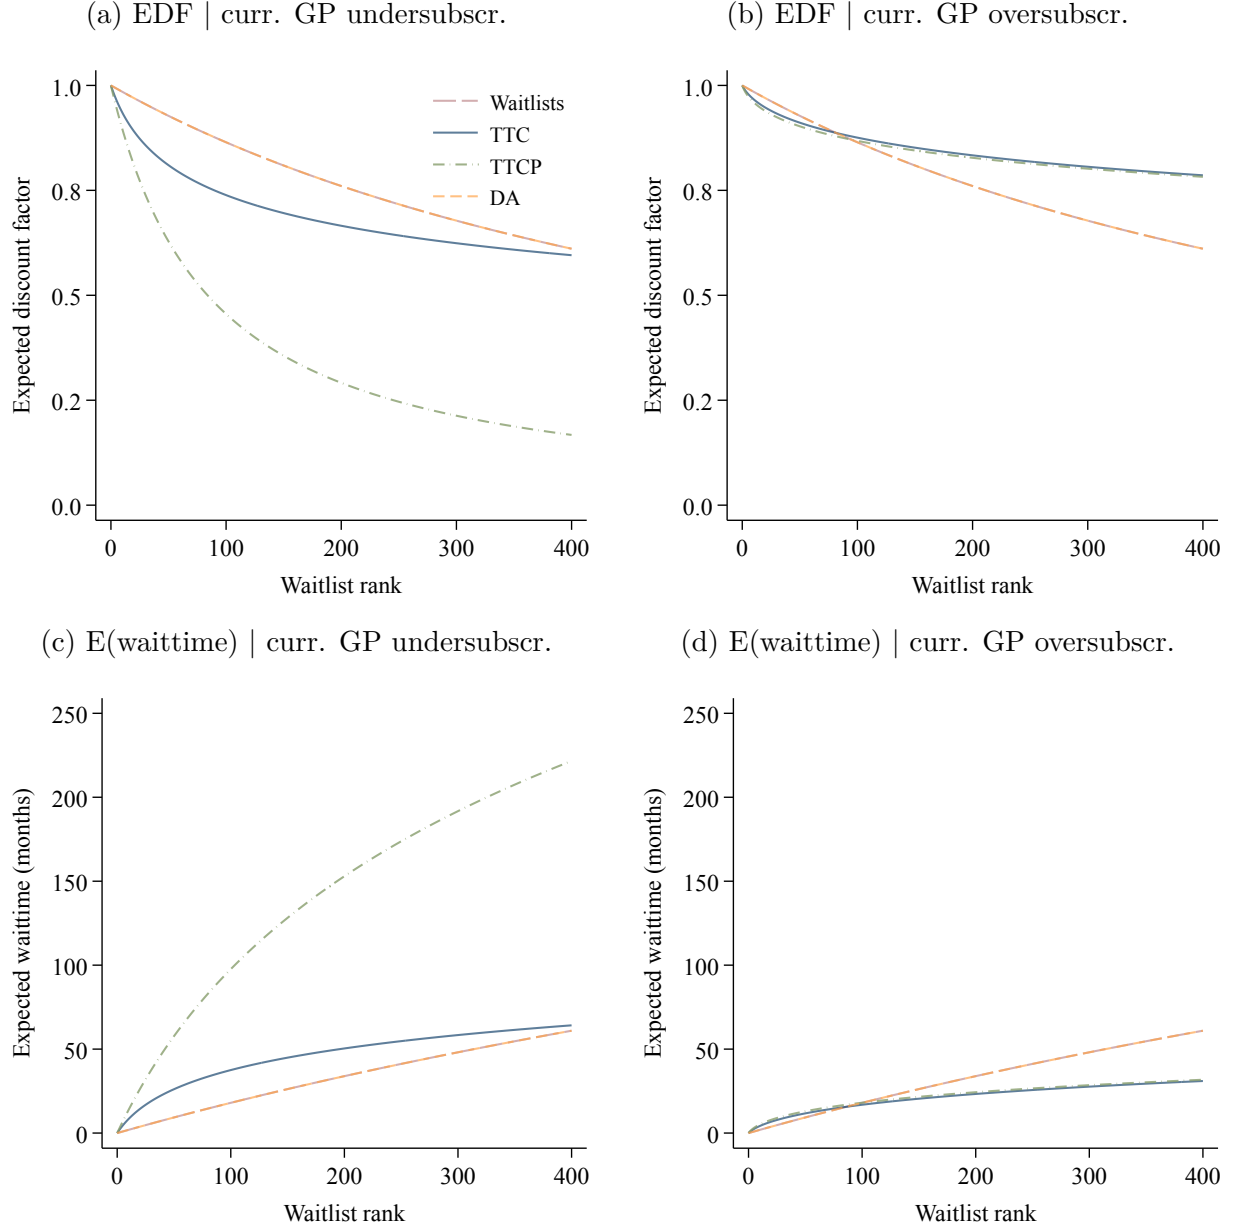 (a) EDF | curr. GP undersubscr.
1.0
0.8
0.5
0.2
0.0
Expected discount factor
Waitlists
TTC
TTCP
DA
0 100 200 300 400
Waitlist rank
(b) EDF | curr. GP oversubscr.
1.0
0.8
0.5
0.2
0.0
Expected discount factor
0 100 200 300 400
Waitlist rank
(c) E(waittime) | curr. GP undersubscr.
250
200
150
100
50
0
Expected waittime (months)
0 100 200 300 400
Waitlist rank
(d) E(waittime) | curr. GP oversubscr.
250
200
150
100
50
0
Expected waittime (months)
0 100 200 300 400
Waitlist rank